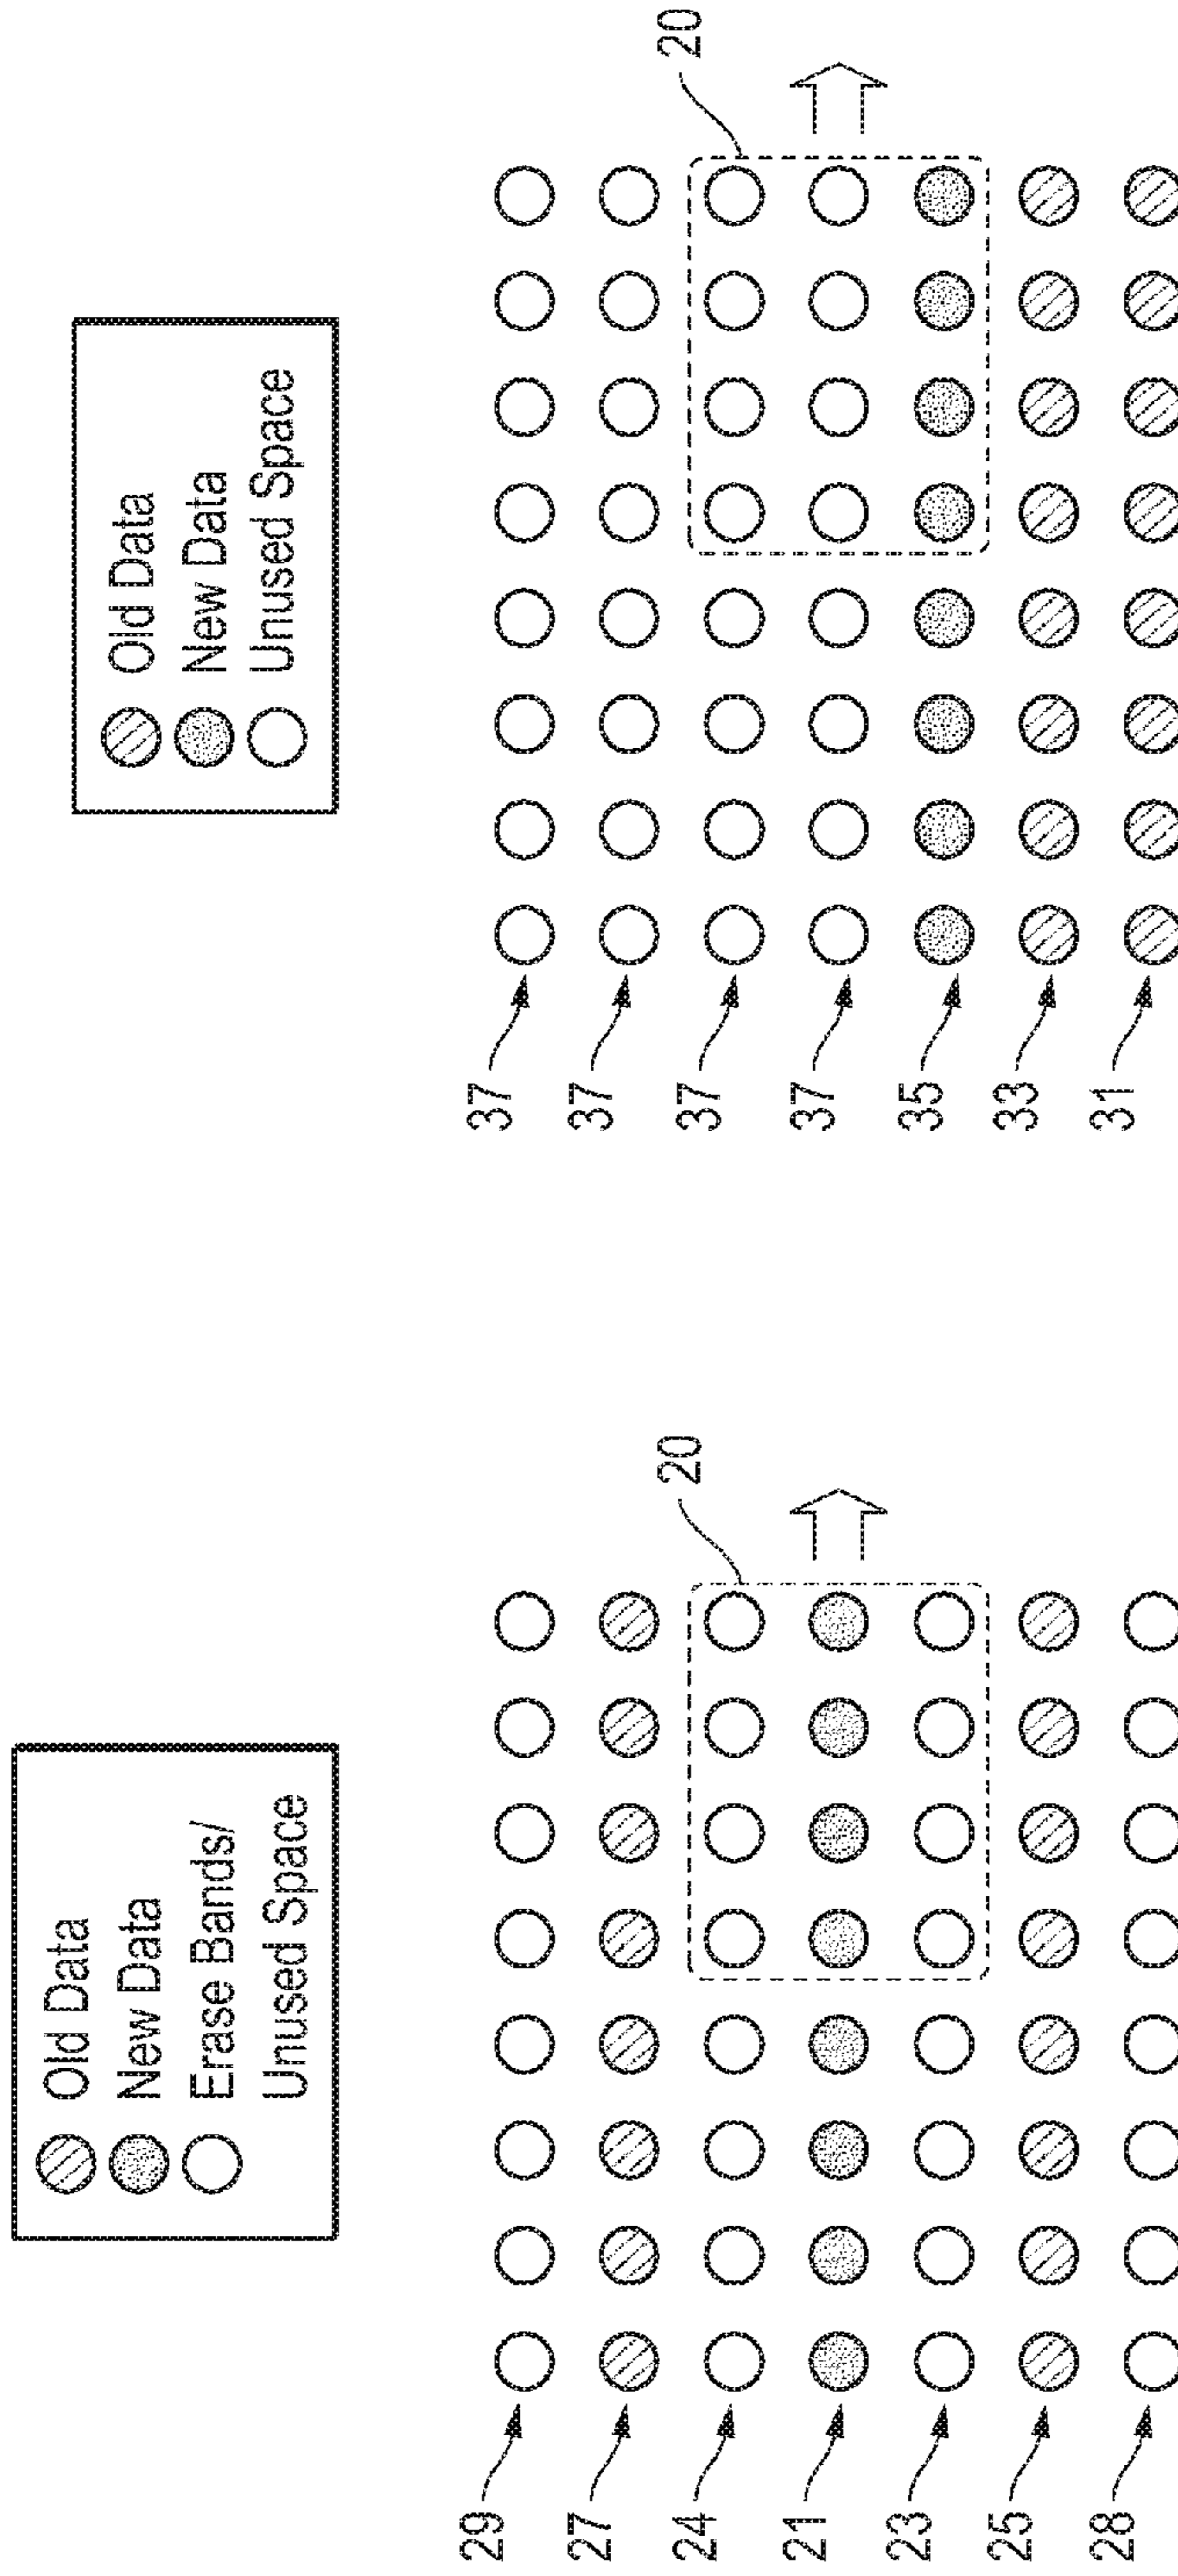 Old Data
New Data
Unused Space
20
37
37
37
37
35
33
31
Old Data
New Data
Erase Bands/
Unused Space
20
29
27
24
21
23
25
28